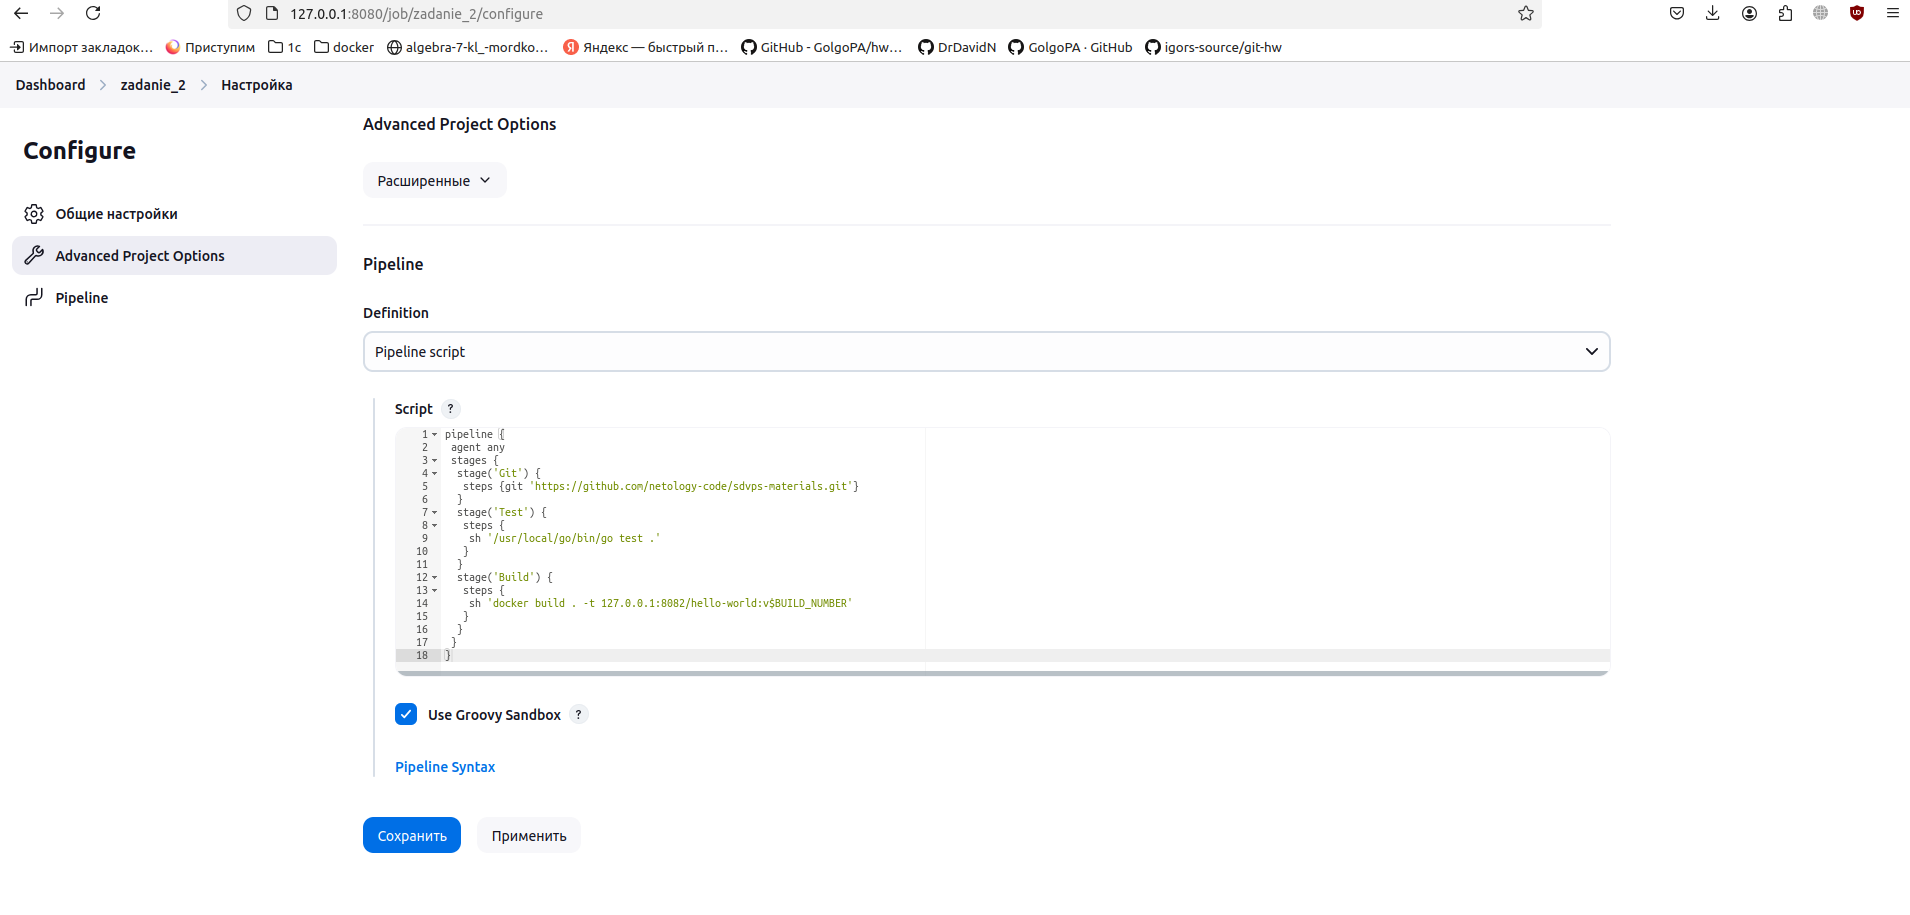 127.0.0.1:8080/job/zadanie_2/configure
Импорт закладок… Приступим 1c docker algebra-7-kl_-mordko… Яндекс — быстрый п… GitHub - GolgoPA/hw… DrDavidN GolgoPA · GitHub igors-source/git-hw
Dashboard zadanie_2 Настройка
Configure
Общие настройки
Advanced Project Options
Pipeline
Advanced Project Options
Расширенные
Pipeline
Definition
Pipeline script
Script ?
1 pipeline {
2 agent any
3 stages {
4 stage('Git') {
5 steps {git 'https://github.com/netology-code/sdvps-materials.git'}
6 }
7 stage('Test') {
8 steps {
9 sh '/usr/local/go/bin/go test .'
10 }
11 }
12 stage('Build') {
13 steps {
14 sh 'docker build . -t 127.0.0.1:8082/hello-world:v$BUILD_NUMBER'
15 }
16 }
17 }
18 }
Use Groovy Sandbox ?
Pipeline Syntax
Сохранить Применить